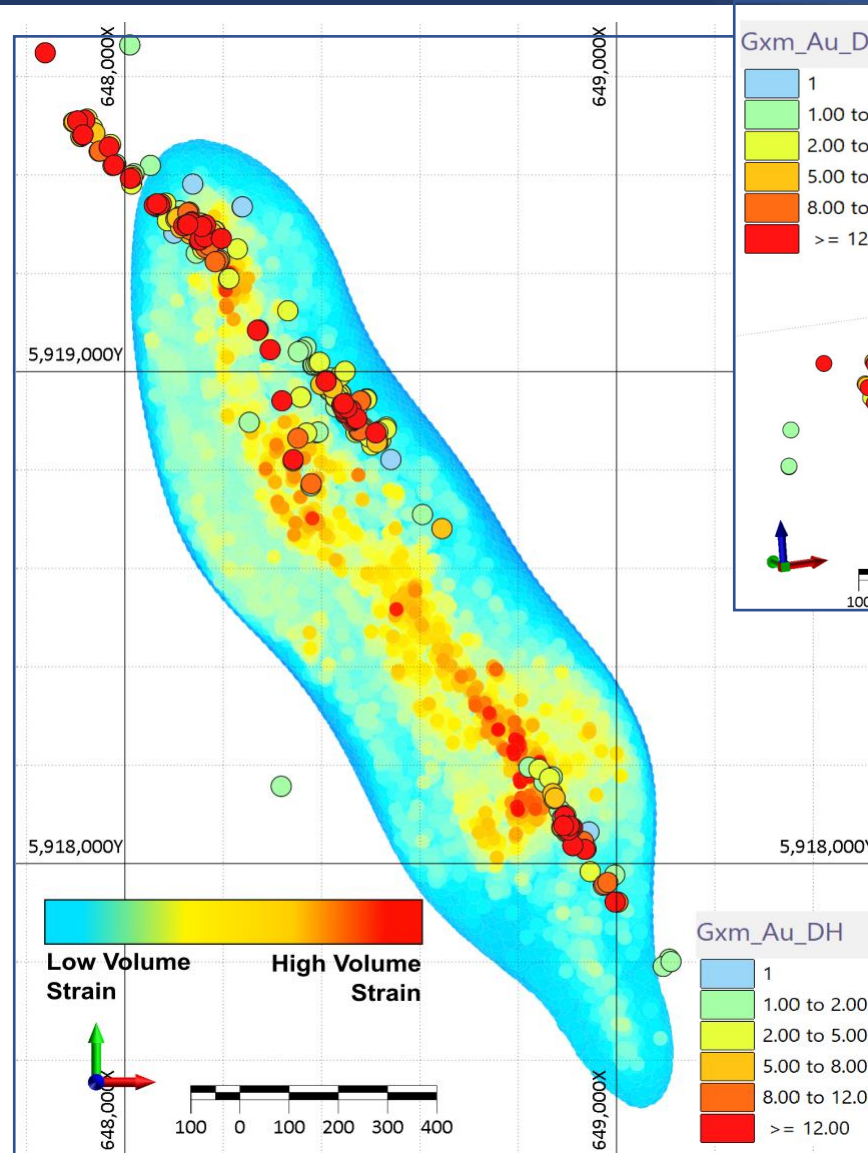 648,000X
649,000X
Gxm_Au_D
1
1.00 to
2.00 to
5.00 to
8.00 to
>= 12
5,919,000Y
100
5,918,000Y
5,918,000Y
Low Volume
Strain
High Volume
Strain
Gxm_Au_DH
1
1.00 to 2.00
2.00 to 5.00
5.00 to 8.00
8.00 to 12.0
>= 12.00
648,000X
649,000X
100 0 100 200 300 400